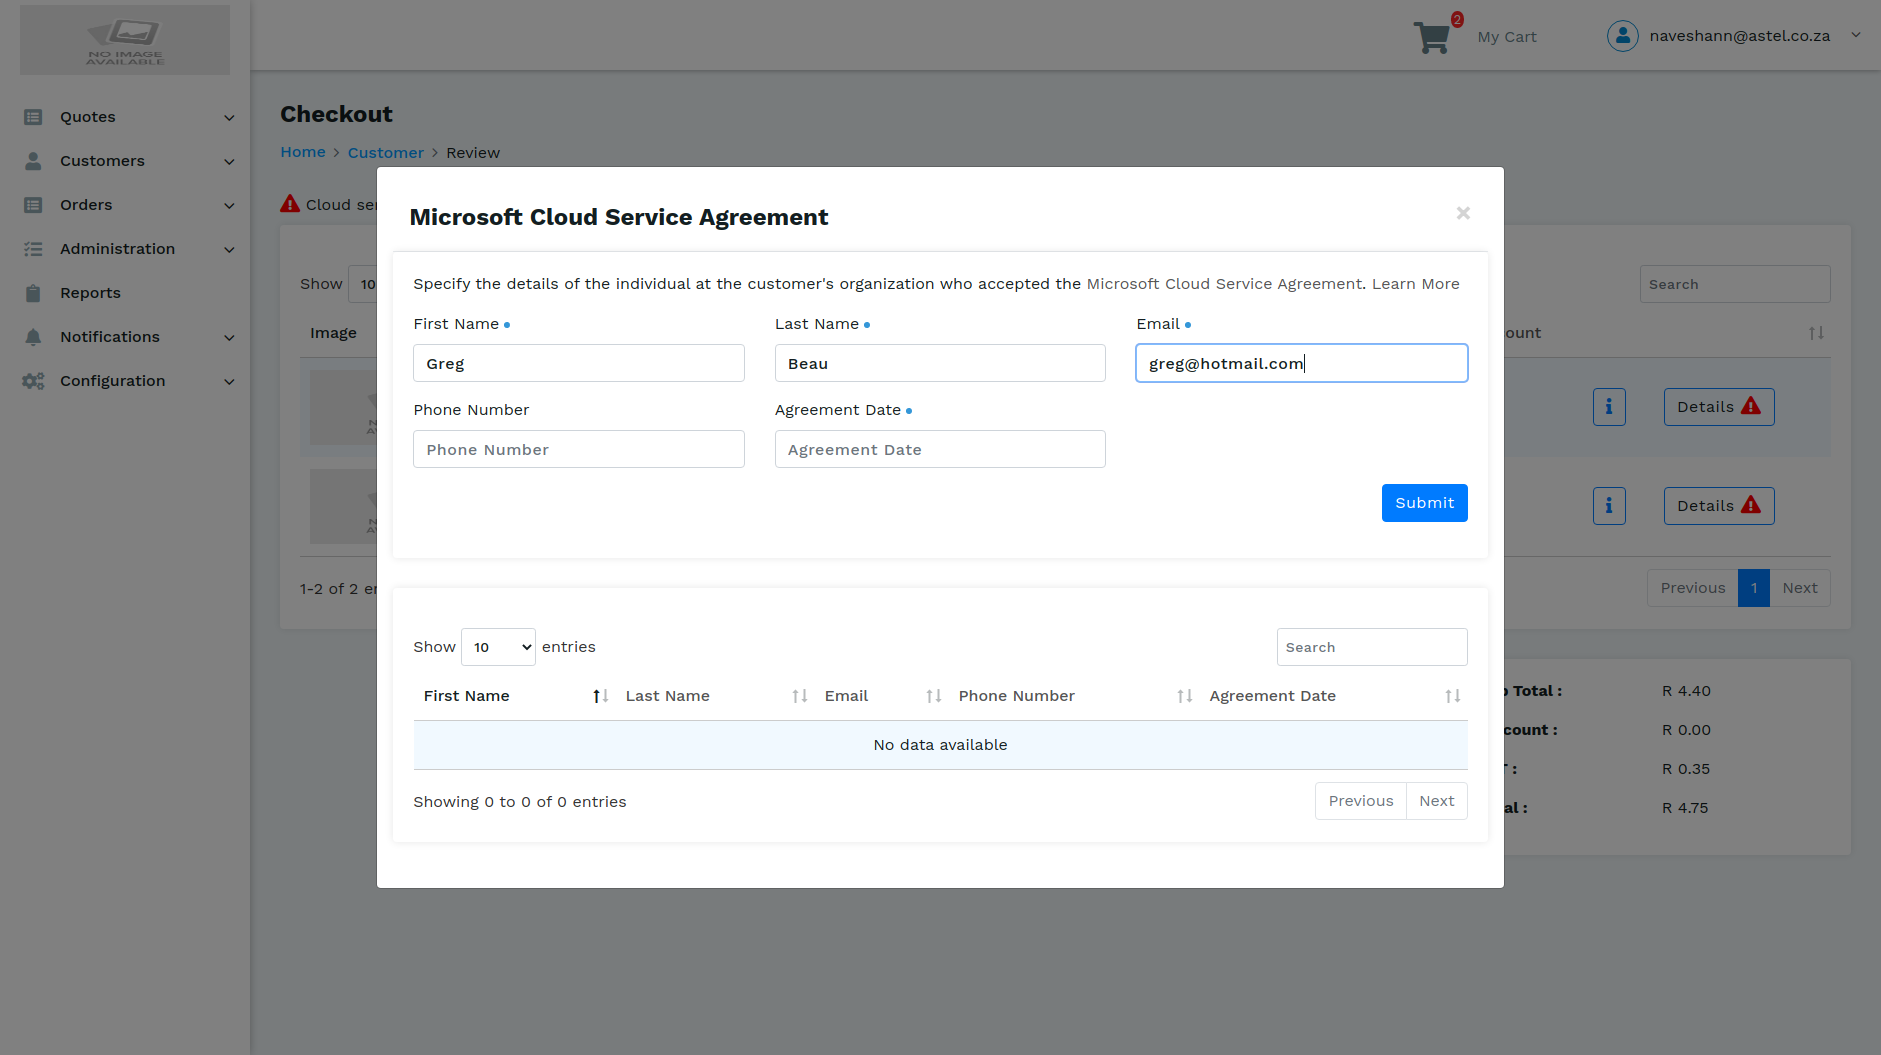 NO IMAGE
AVAILABLE
2
My Cart
naveshann@astel.co.za
Quotes
Customers
Orders
Administration
Reports
Notifications
Configuration
Checkout
Home > Customer > Review
Cloud se
Show 10
Search
Image
ount
Details
Details
1-2 of 2 e
Previous 1 Next
Total :
R 4.40
count :
R 0.00
:
R 0.35
al :
R 4.75
Microsoft Cloud Service Agreement
×
Specify the details of the individual at the customer's organization who accepted the Microsoft Cloud Service Agreement. Learn More
First Name
Last Name
Email
Greg
Beau
greg@hotmail.com
Phone Number
Agreement Date
Phone Number
Agreement Date
Submit
Show 10 entries
Search
First Name
Last Name
Email
Phone Number
Agreement Date
No data available
Showing 0 to 0 of 0 entries
Previous Next